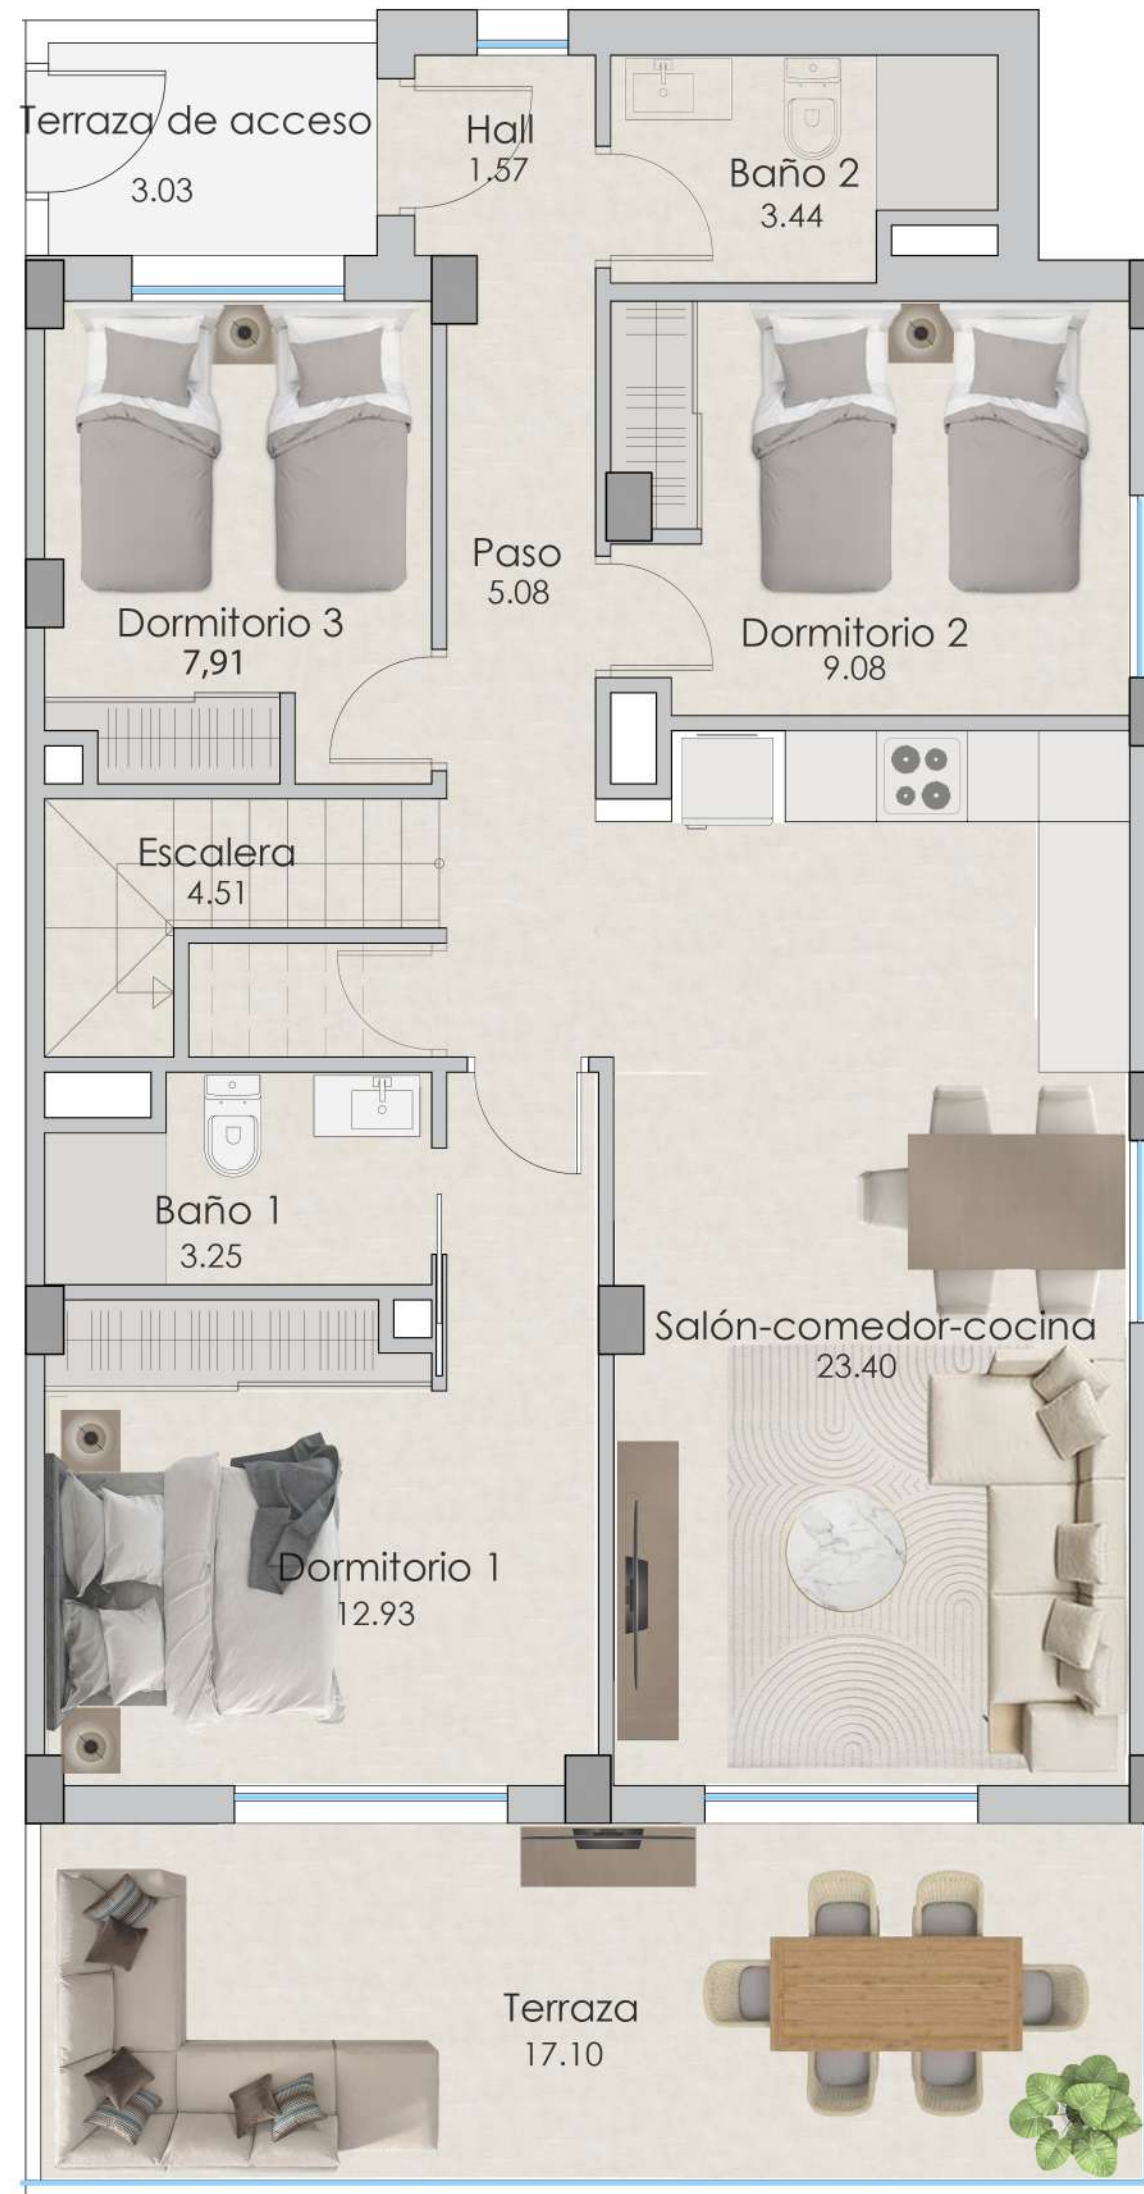 Terraza de acceso
3.03
Hall
1.57
Baño 2
3.44
Paso
5.08
Dormitorio 3
7,91
Dormitorio 2
9.08
Escalera
4.51
Baño 1
3.25
Salón-comedor-cocina
23.40
Dormitorio 1
12.93
Terraza
17.10